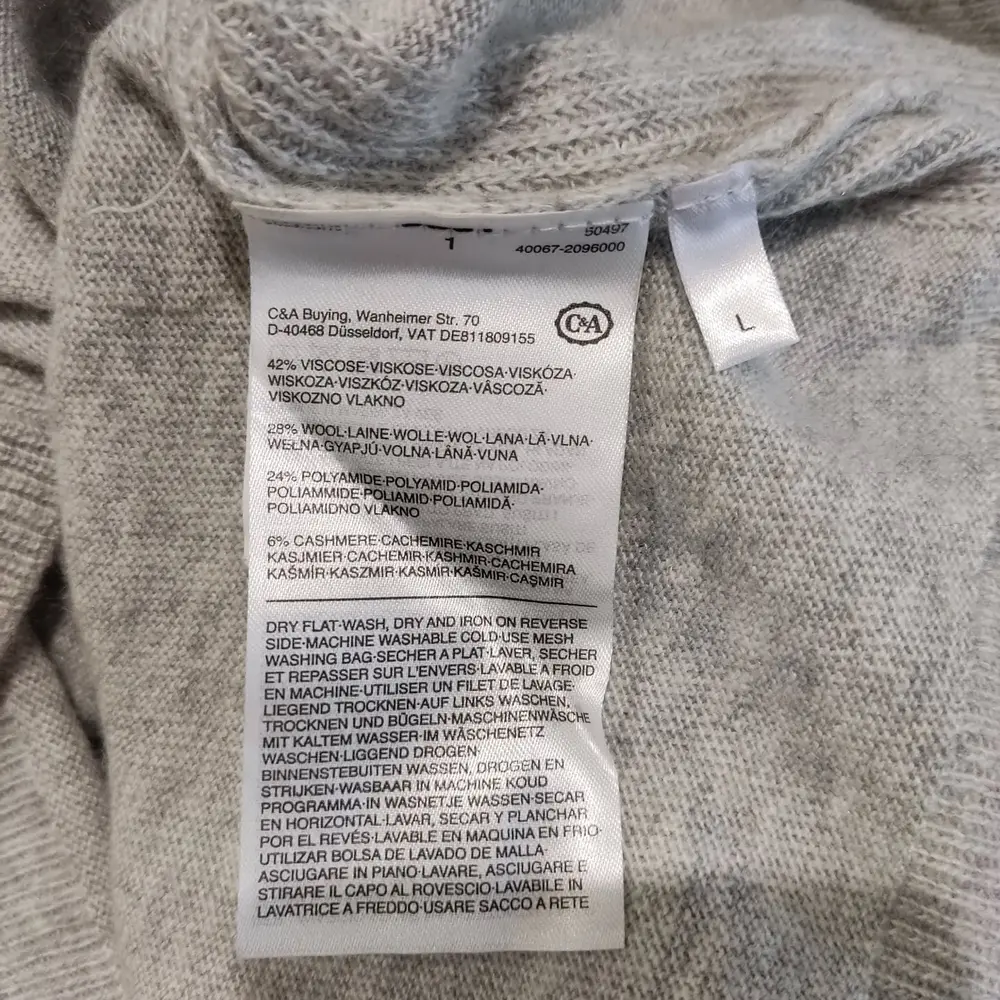 50497
1
40067-2096000
C&A Buying, Wanheimer Str. 70
D-40468 Düsseldorf, VAT DE811809155
C&A
L
42% VISCOSE·VISKOSE·VISCOSA·VISKÓZA·
WISKOZA·VISZKÓZ·VISKOZA·VÂSCOZĂ·
VISKOZNO VLAKNO
28% WOOL·LAINE·WOLLE·WOL·LANA·LÃ·VLNA·
WEŁNA·GYAPJÚ·VOLNA·LÂNĂ·VUNA
24% POLYAMIDE·POLYAMID·POLIAMIDA·
POLIAMMIDE·POLIAMID·POLIAMIDĂ·
POLIAMIDNO VLAKNO
6% CASHMERE·CACHEMIRE·KASCHMIR
KASJMIER·CACHEMIR·KASHMIR·CACHEMIRA
KAŠMÍR·KASZMIR·KASMÍR·KAŠMIR·CAŞMIR
DRY FLAT·WASH, DRY AND IRON ON REVERSE
SIDE·MACHINE WASHABLE COLD·USE MESH
WASHING BAG·SECHER A PLAT·LAVER, SECHER
ET REPASSER SUR L'ENVERS·LAVABLE A FROID
EN MACHINE·UTILISER UN FILET DE LAVAGE·
LIEGEND TROCKNEN·AUF LINKS WASCHEN,
TROCKNEN UND BÜGELN·MASCHINENWÄSCHE
MIT KALTEM WASSER·IM WÄSCHENETZ
WASCHEN·LIGGEND DROGEN·
BINNENSTEBUITEN WASSEN, DROGEN EN
STRIJKEN·WASBAAR IN MACHINE KOUD
PROGRAMMA·IN WASNETJE WASSEN·SECAR
EN HORIZONTAL·LAVAR, SECAR Y PLANCHAR
POR EL REVÉS·LAVABLE EN MAQUINA EN FRIO·
UTILIZAR BOLSA DE LAVADO DE MALLA·
ASCIUGARE IN PIANO·LAVARE, ASCIUGARE E
STIRARE IL CAPO AL ROVESCIO·LAVABILE IN
LAVATRICE A FREDDO·USARE SACCO A RETE